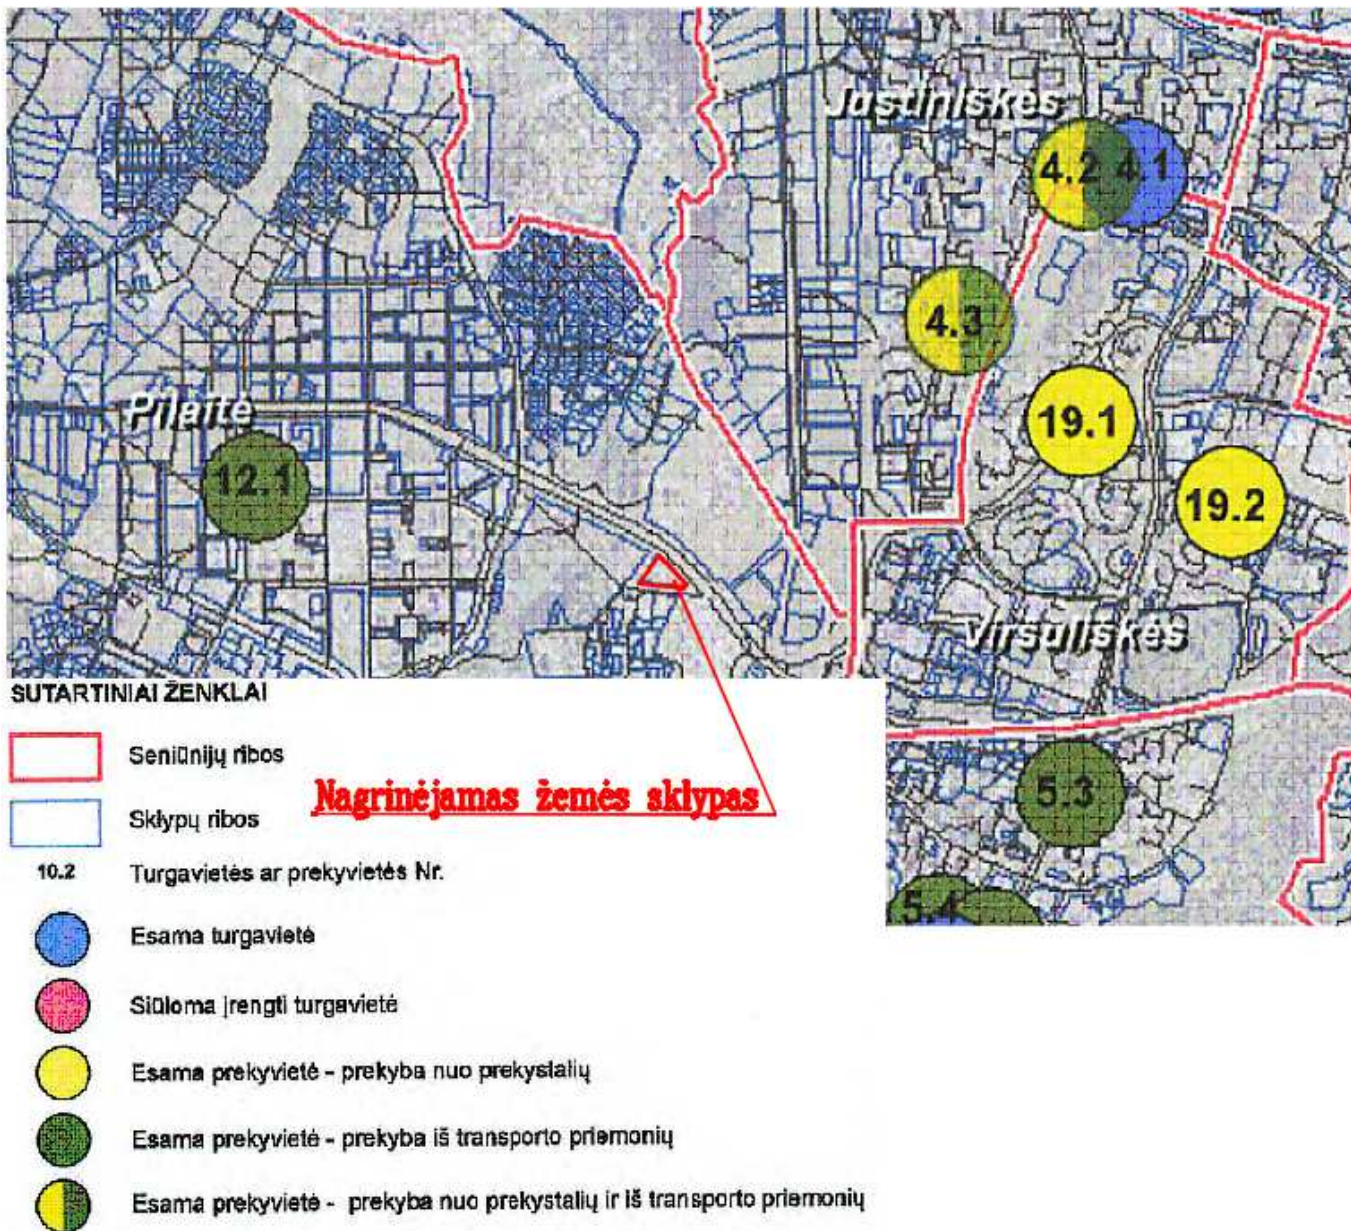 Justiniškės
4.2 4.1
4.3
Pilaitė
19.1
12.1
19.2
Viršuliškės
SUTARTINIAI ŽENKLAI
Seniūnijų ribos
Nagrinėjamas žemės sklypas
5.3
Sklypų ribos
10.2 Turgavietės ar prekyvietės Nr.
5.4
Esama turgavietė
Siūloma įrengti turgavietė
Esama prekyvietė - prekyba nuo prekystalių
Esama prekyvietė - prekyba iš transporto priemonių
Esama prekyvietė - prekyba nuo prekystalių ir iš transporto priemonių